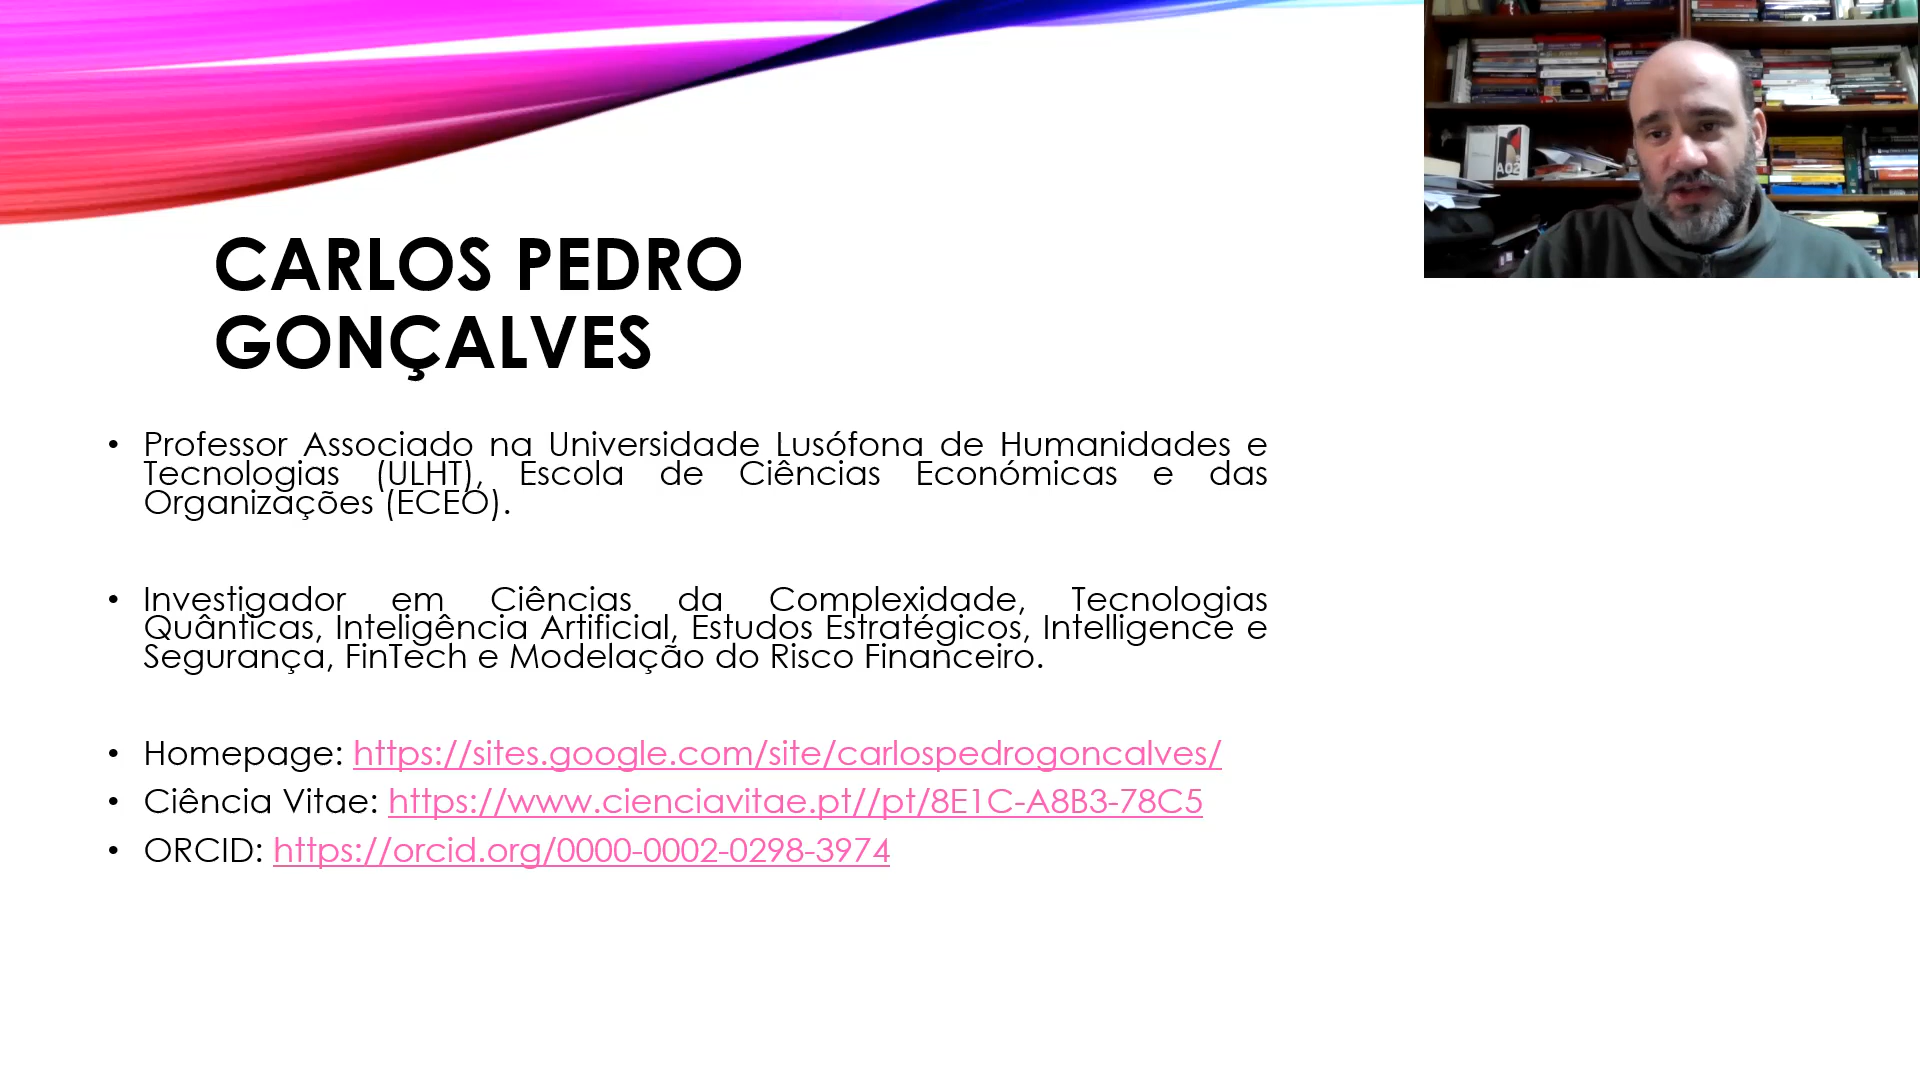 CARLOS PEDRO
GONÇALVES
• Professor Associado na Universidade Lusófona de Humanidades e
Tecnologias (ULHT), Escola de Ciências Económicas e das
Organizações (ECEO).
• Investigador em Ciências da Complexidade, Tecnologias
Quânticas, Inteligência Artificial, Estudos Estratégicos, Intelligence e
Segurança, FinTech e Modelação do Risco Financeiro.
• Homepage: https://sites.google.com/site/carlospedrogoncalves/
• Ciência Vitae: https://www.cienciavitae.pt//pt/8E1C-A8B3-78C5
• ORCID: https://orcid.org/0000-0002-0298-3974
A02